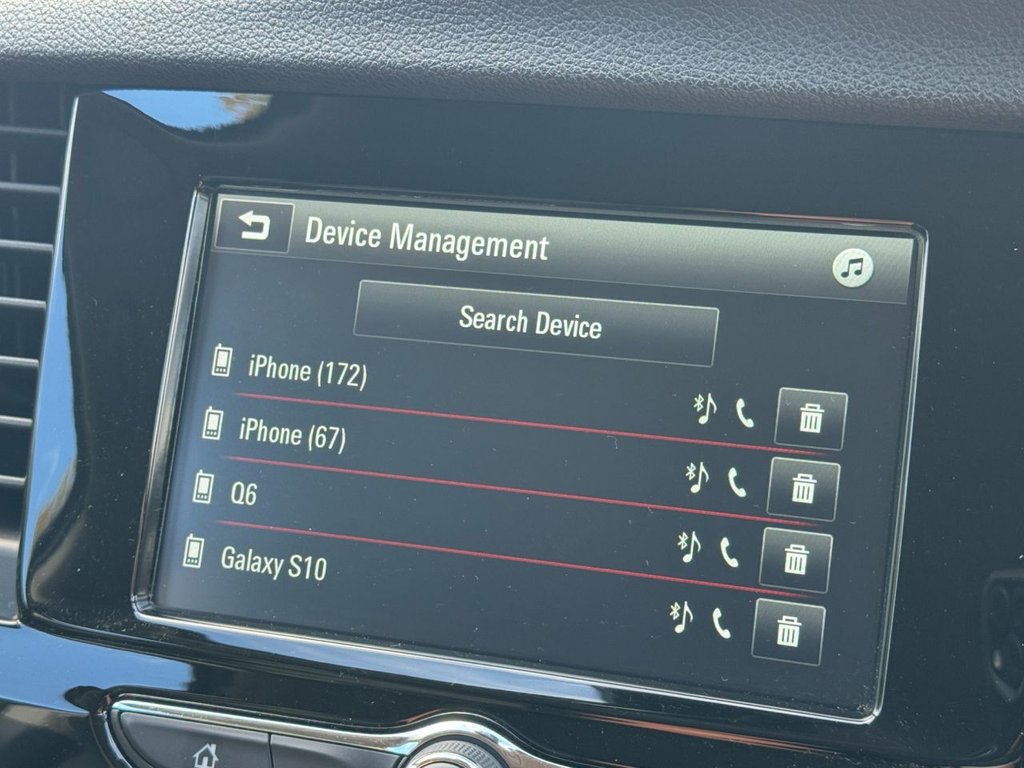 Device Management
Search Device
iPhone (172)
iPhone (67)
Q6
Galaxy S10